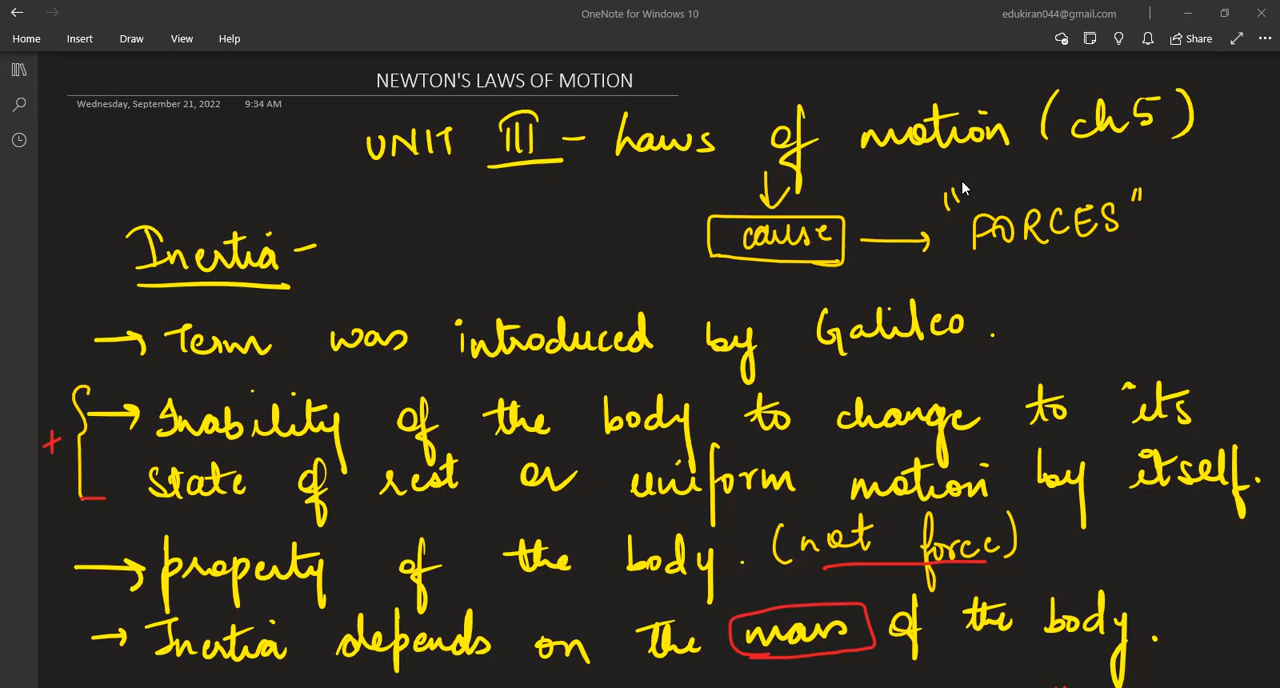 OneNote for Windows 10
edukiran044@gmail.com
Home Insert Draw View Help
Share
NEWTON'S LAWS OF MOTION
Wednesday, September 21, 2022 9:34 AM
UNIT III - Laws of motion (ch 5)
cause → "FORCES"
Inertia -
→ Term was introduced by Galileo.
→ Inability of the body to change to its
state of rest or uniform motion by itself.
→ property of the body. (not force)
→ Inertia depends on the mass of the body.